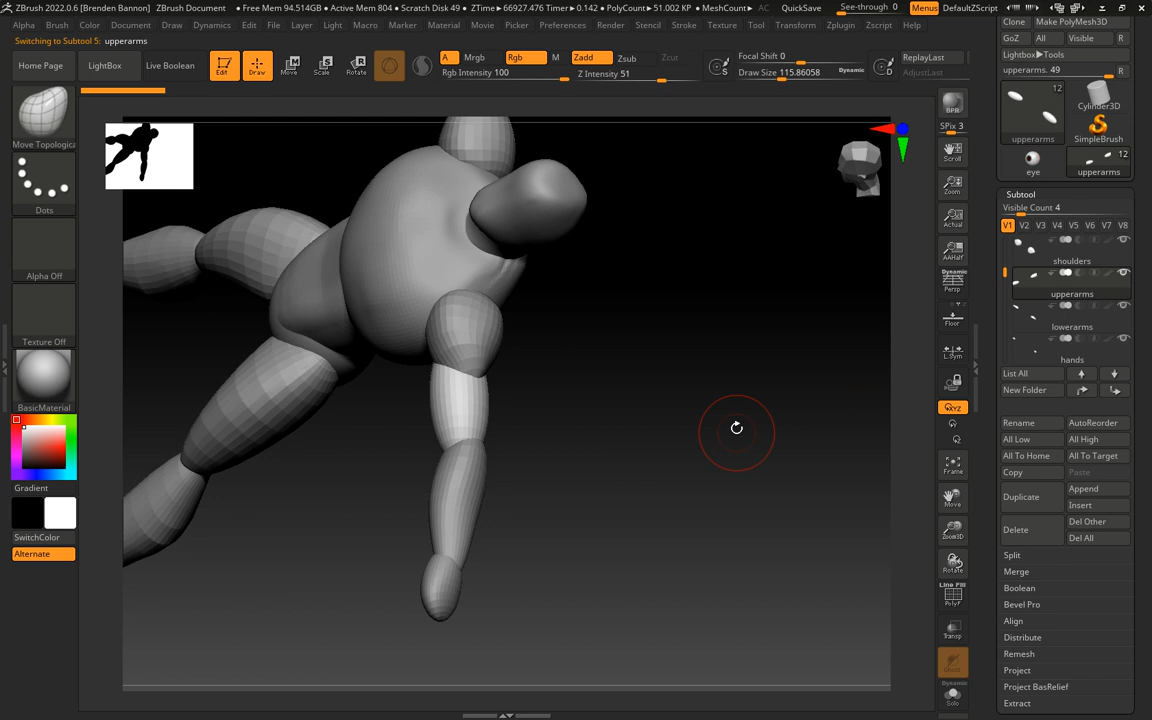 ZBrush 2022.0.6 [Brenden Bannon] ZBrush Document ● Free Mem 94.514GB ● Active Mem 804 ● Scratch Disk 49 ● ZTime▶66927.476 Timer▶0.142 ● PolyCount▶51.002 KP ● MeshCount▶5 AC QuickSave See-through 0 Menus DefaultZScript
Alpha Brush Color Document Draw Dynamics Edit File Layer Light Macro Marker Material Movie Picker Preferences Render Stencil Stroke Texture Tool Transform Zplugin Zscript Help
Switching to Subtool 5: upperarms
Home Page LightBox Live Boolean Edit Draw Move Scale Rotate
A Mrgb Rgb M Zadd Zsub Zcut
Rgb Intensity 100 Z Intensity 51
Focal Shift 0
Draw Size 115.86058 Dynamic
S D
ReplayLast
AdjustLast
Move Topologica
Dots
Alpha Off
Texture Off
BasicMaterial
Gradient
SwitchColor
Alternate
BPR
SPix 3
Scroll
Zoom
Actual
AAHalf
Dynamic
Persp
Floor
L.Sym
XYZ
Frame
Move
Zoom3D
Rotate
Line Fill
PolyF
Transp
Ghost
Dynamic
Solo
Clone Make PolyMesh3D
GoZ All Visible R
Lightbox▶Tools
upperarms. 49 R
12
upperarms
Cylinder3D
SimpleBrush
eye
12
upperarms
Subtool
Visible Count 4
V1 V2 V3 V4 V5 V6 V7 V8
shoulders
upperarms
lowerarms
hands
List All
New Folder
Rename AutoReorder
All Low All High
All To Home All To Target
Copy Paste
Duplicate Append
Insert
Delete Del Other
Del All
Split
Merge
Boolean
Bevel Pro
Align
Distribute
Remesh
Project
Project BasRelief
Extract